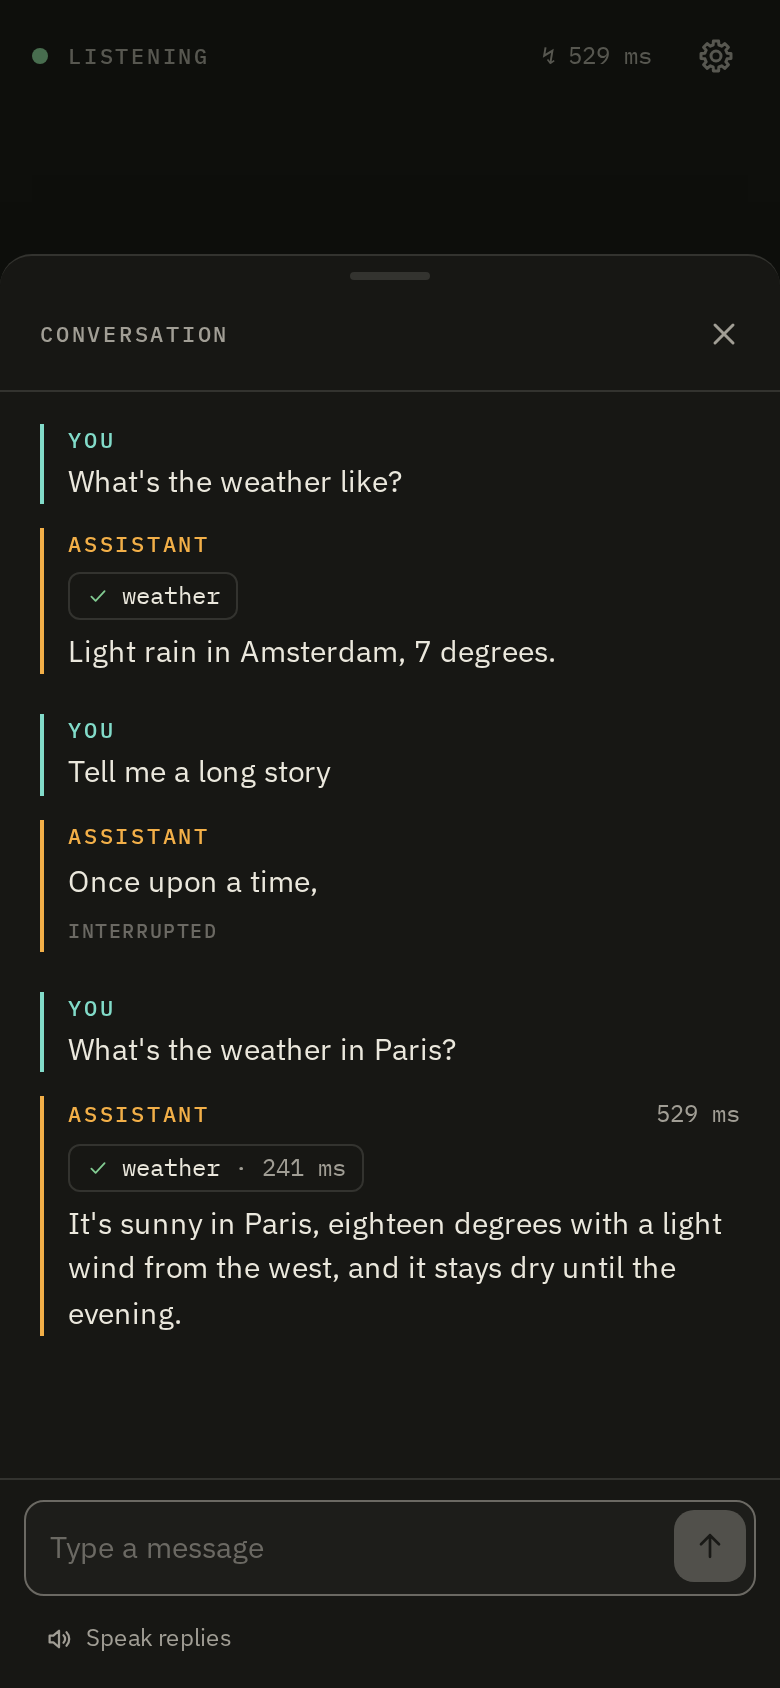 LISTENING
↯ 529 ms
CONVERSATION
YOU
What's the weather like?
ASSISTANT
✓ weather
Light rain in Amsterdam, 7 degrees.
YOU
Tell me a long story
ASSISTANT
Once upon a time,
INTERRUPTED
YOU
What's the weather in Paris?
ASSISTANT 529 ms
✓ weather · 241 ms
It's sunny in Paris, eighteen degrees with a light
wind from the west, and it stays dry until the
evening.
Type a message
Speak replies